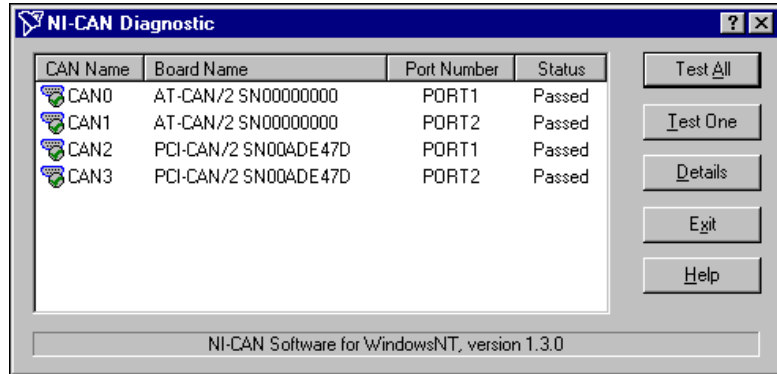 NI-CAN Diagnostic
CAN Name Board Name Port Number Status
CAN0 AT-CAN/2 SN00000000 PORT1 Passed
CAN1 AT-CAN/2 SN00000000 PORT2 Passed
CAN2 PCI-CAN/2 SN00ADE47D PORT1 Passed
CAN3 PCI-CAN/2 SN00ADE47D PORT2 Passed
Test All
Test One
Details
Exit
Help
NI-CAN Software for WindowsNT, version 1.3.0